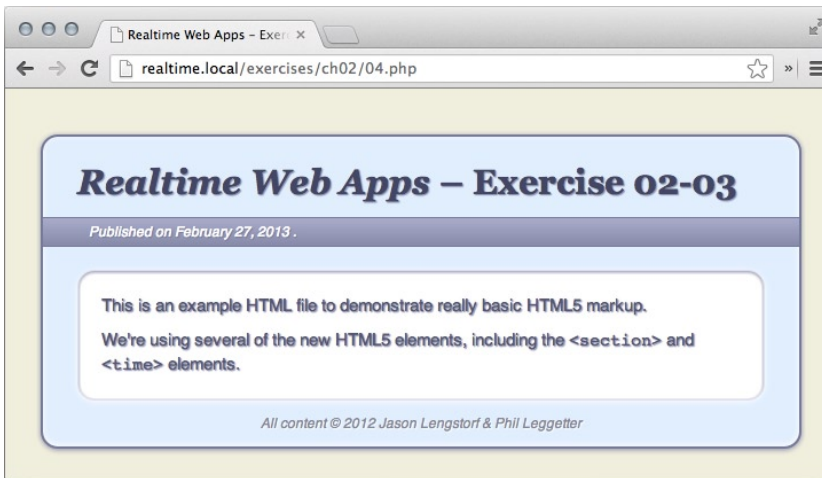 Realtime Web Apps – Exer
realtime.local/exercises/ch02/04.php
Realtime Web Apps – Exercise 02-03
Published on February 27, 2013 .
This is an example HTML file to demonstrate really basic HTML5 markup.
We're using several of the new HTML5 elements, including the <section> and
<time> elements.
All content © 2012 Jason Lengstorf & Phil Leggetter